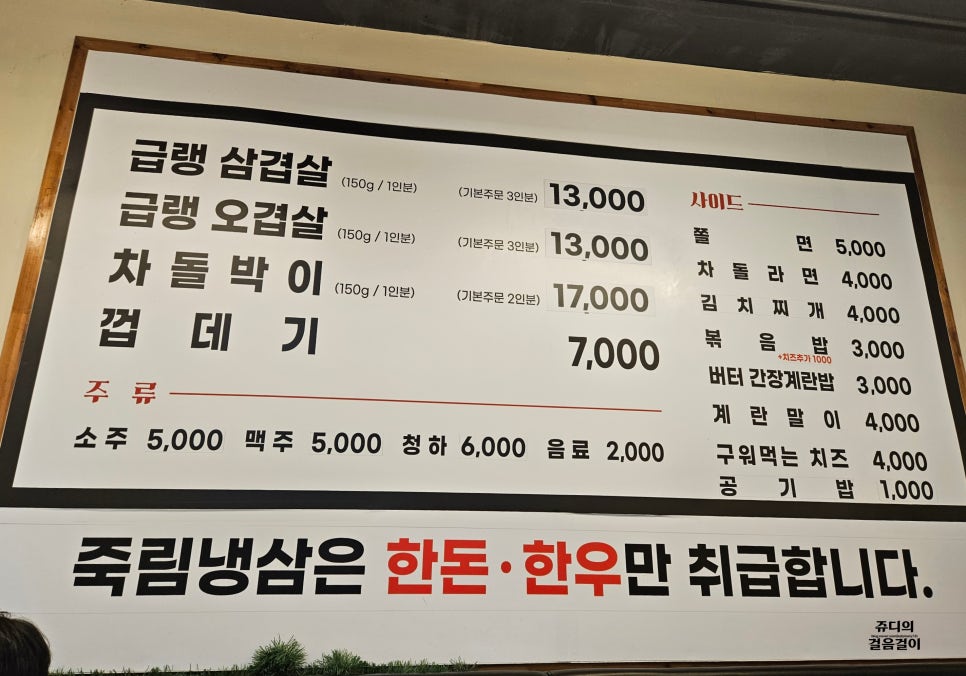 급랭 삼겹살 (150g / 1인분) (기본주문 3인분) 13,000
급랭 오겹살 (150g / 1인분) (기본주문 3인분) 13,000
차돌박이 (150g / 1인분) (기본주문 2인분) 17,000
껍데기 7,000
주류
소주 5,000 맥주 5,000 청하 6,000 음료 2,000
사이드
쫄면 5,000
차돌라면 4,000
김치찌개 4,000
볶음밥 3,000
+치즈추가 1000
버터 간장계란밥 3,000
계란말이 4,000
구워먹는 치즈 4,000
공기밥 1,000
죽림냉삼은 한돈·한우만 취급합니다.
쥬디의
걸음걸이